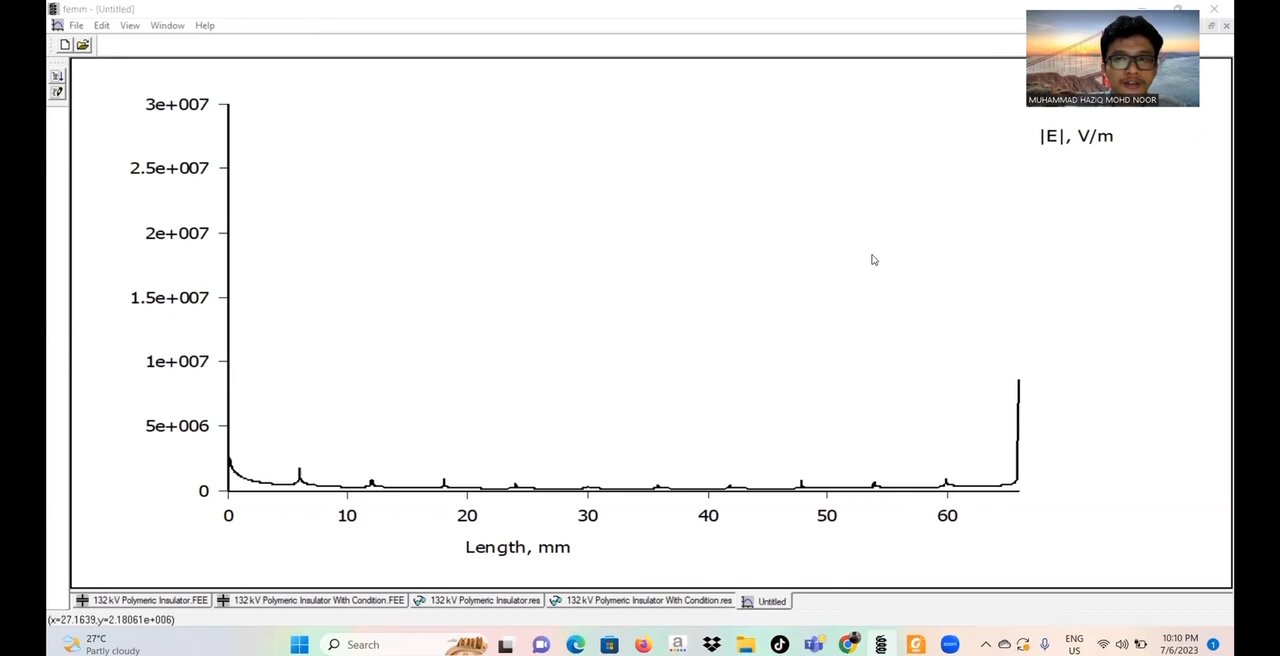 femm - [Untitled]
File Edit View Window Help
MUHAMMAD HAZIQ MOHD NOOR
|E|, V/m
3e+007
2.5e+007
2e+007
1.5e+007
1e+007
5e+006
0
0 10 20 30 40 50 60
Length, mm
132 kV Polymeric Insulator.FEE 132 kV Polymeric Insulator With Condition.FEE 132 kV Polymeric Insulator.res 132 kV Polymeric Insulator With Condition.res Untitled
(x=27.1639,y=2.18061e+006)
27°C
Partly cloudy
Search
a
zoom
ENG
US
10:10 PM
7/6/2023
1